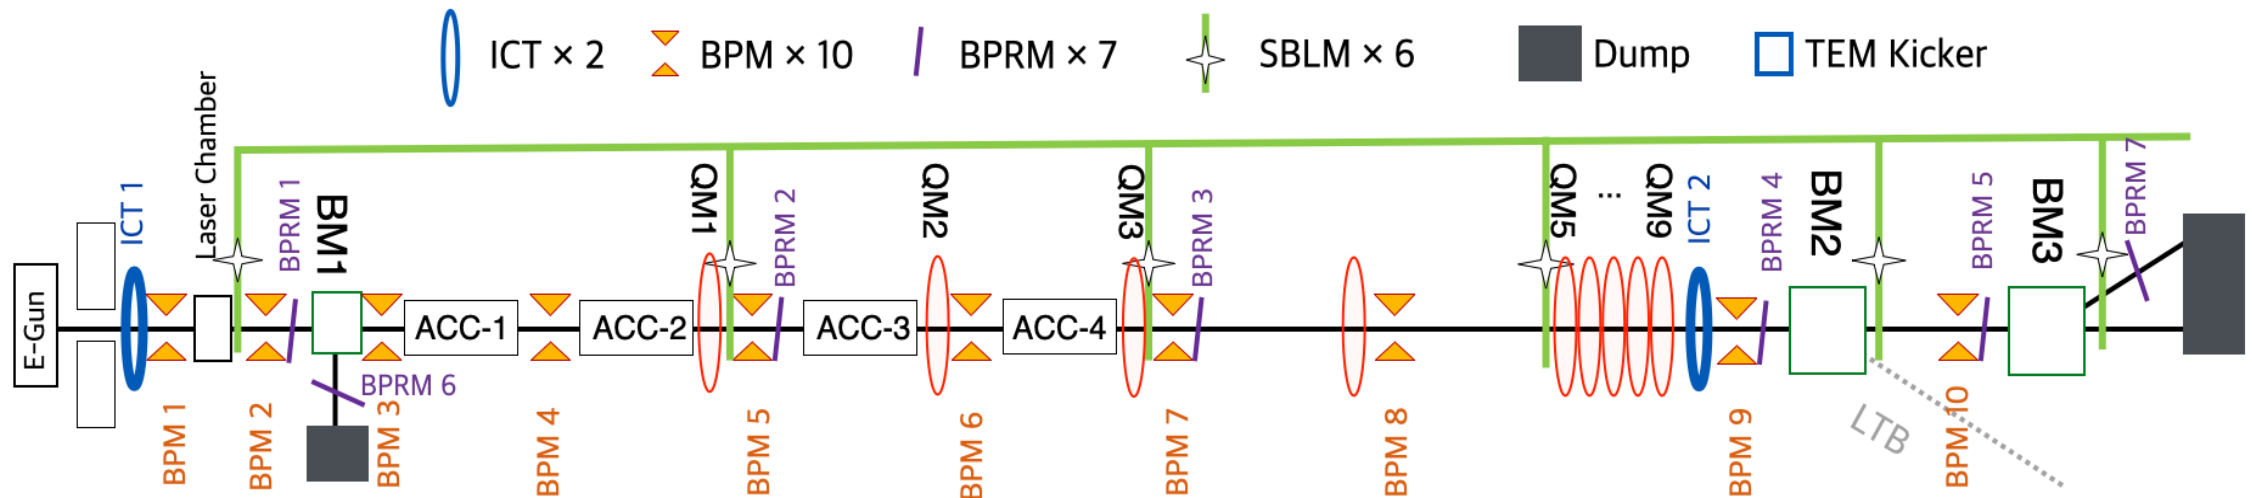 ICT × 2
BPM × 10
BPRM × 7
SBLM × 6
Dump
TEM Kicker
E-Gun
ICT 1
Laser Chamber
BPRM 1
BM1
QM1
BPRM 2
QM2
QM3
BPRM 3
QM5
...
QM9
ICT 2
BPRM 4
BM2
BPRM 5
BM3
BPRM 7
ACC-1
ACC-2
ACC-3
ACC-4
BPRM 6
BPM 1
BPM 2
BPM 3
BPM 4
BPM 5
BPM 6
BPM 7
BPM 8
BPM 9
LTB
BPM 10